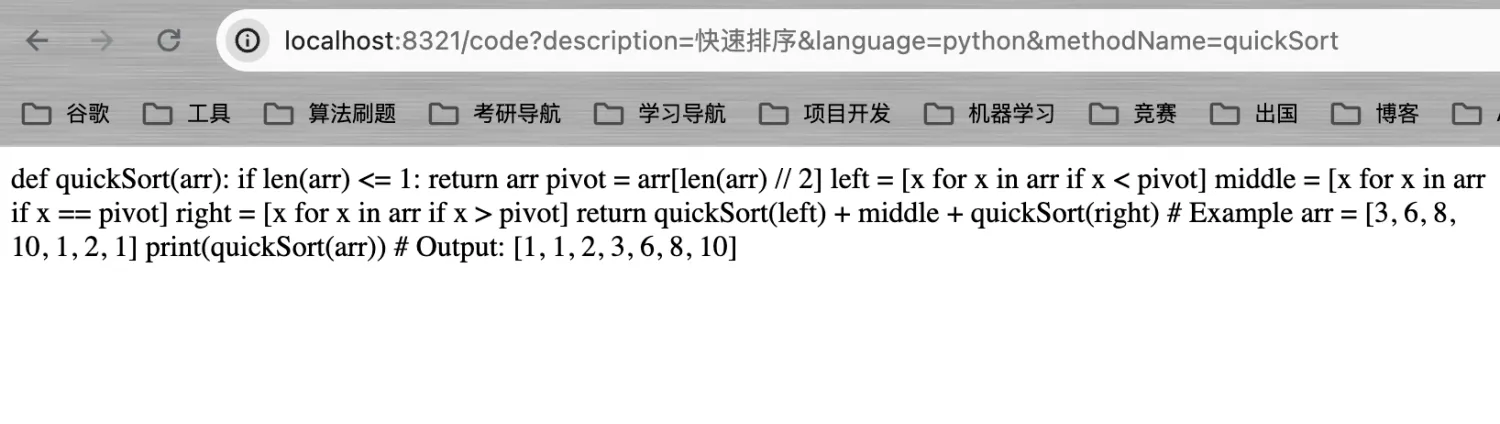 localhost:8321/code?description=快速排序&language=python&methodName=quickSort
谷歌 工具 算法刷题 考研导航 学习导航 项目开发 机器学习 竞赛 出国 博客
def quickSort(arr): if len(arr) <= 1: return arr pivot = arr[len(arr) // 2] left = [x for x in arr if x < pivot] middle = [x for x in arr
if x == pivot] right = [x for x in arr if x > pivot] return quickSort(left) + middle + quickSort(right) # Example arr = [3, 6, 8,
10, 1, 2, 1] print(quickSort(arr)) # Output: [1, 1, 2, 3, 6, 8, 10]